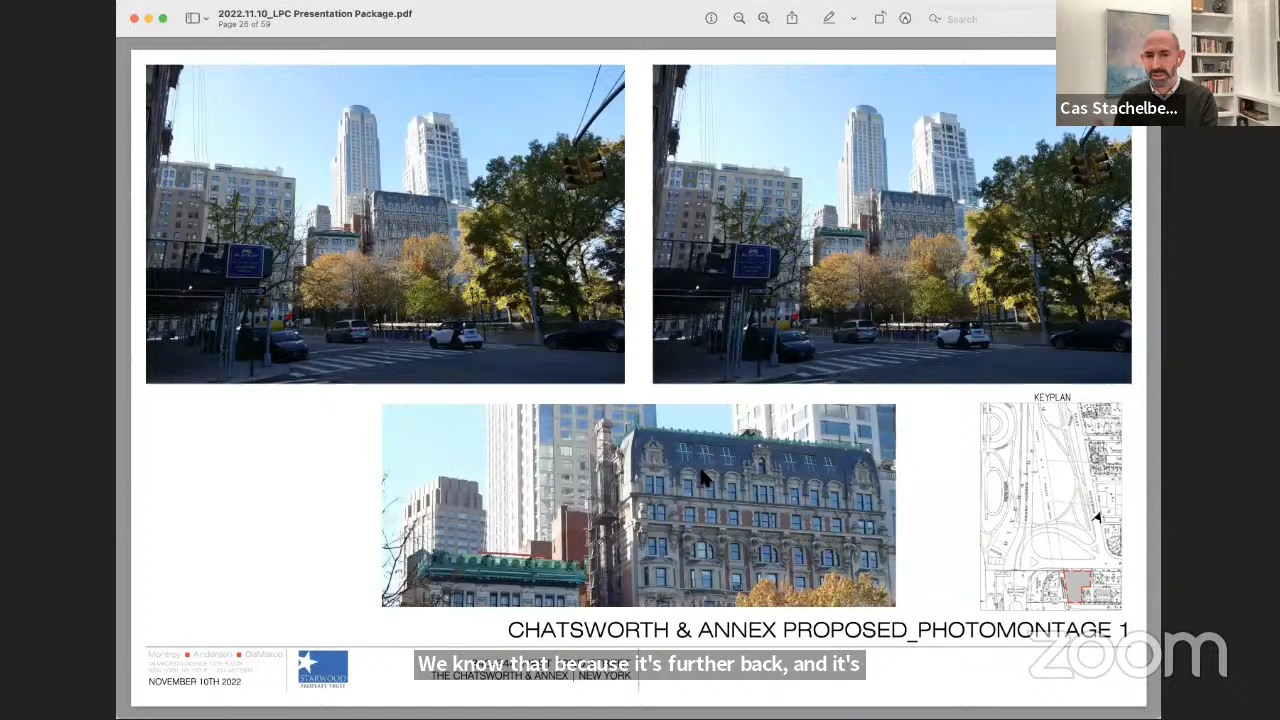 2022.11.10_LPC Presentation Package.pdf
Page 26 of 59
Search
Cas Stachelbe...
KEYPLAN
CHATSWORTH & ANNEX PROPOSED_PHOTOMONTAGE 1
Montroy Andersen DeMarco
NOVEMBER 10TH 2022
STARWOOD
PROPERTY TRUST
We know that because it's further back, and it's
THE CHATSWORTH & ANNEX | NEW YORK
zoom